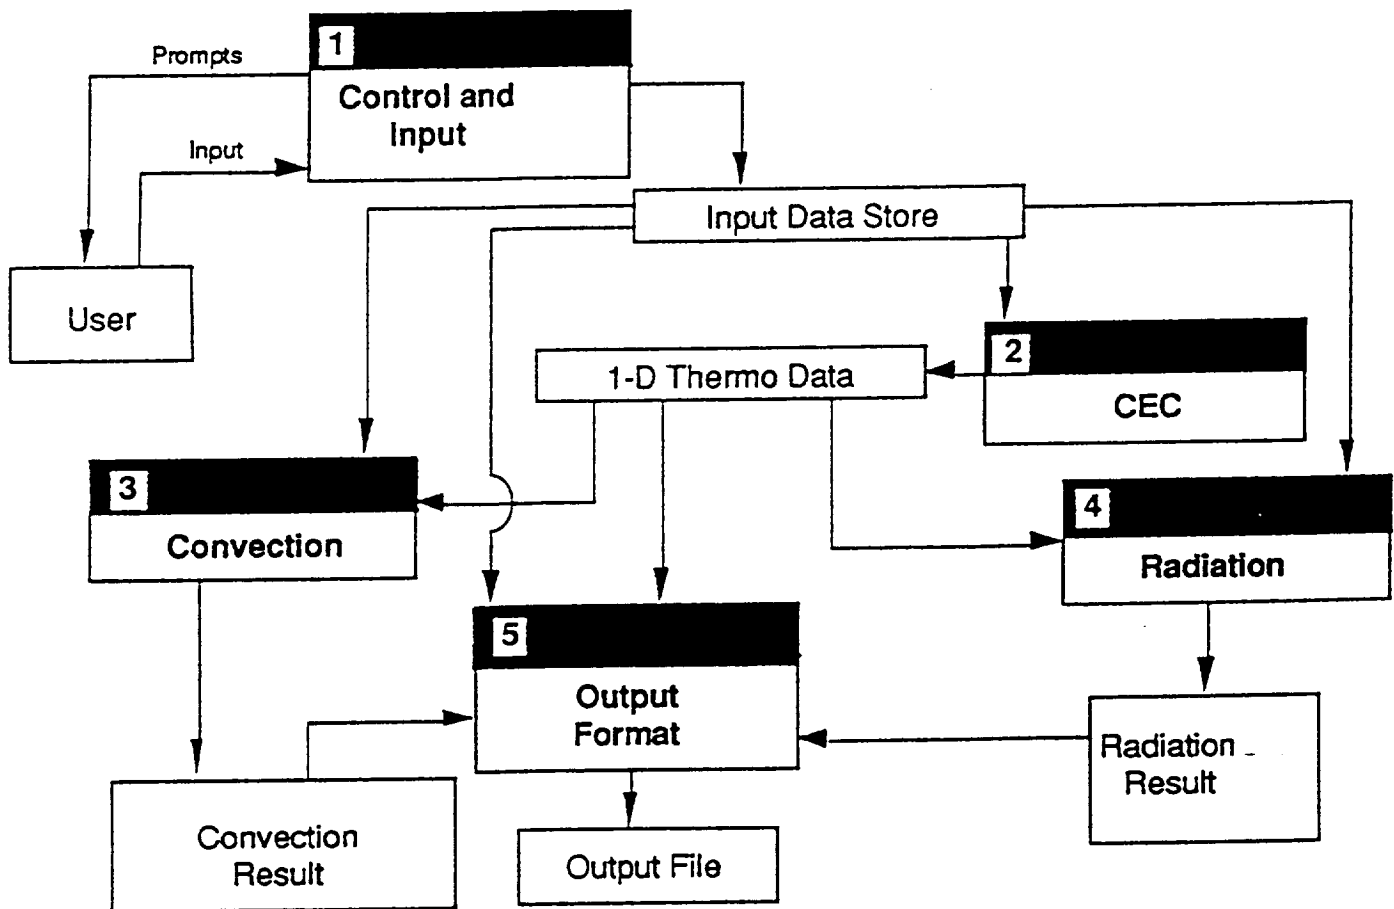 1
Prompts
Control and
Input
Input
Input Data Store
User
2
1-D Thermo Data
CEC
3
4
Convection
Radiation
5
Output
Format
Radiation
Result
Convection
Result
Output File